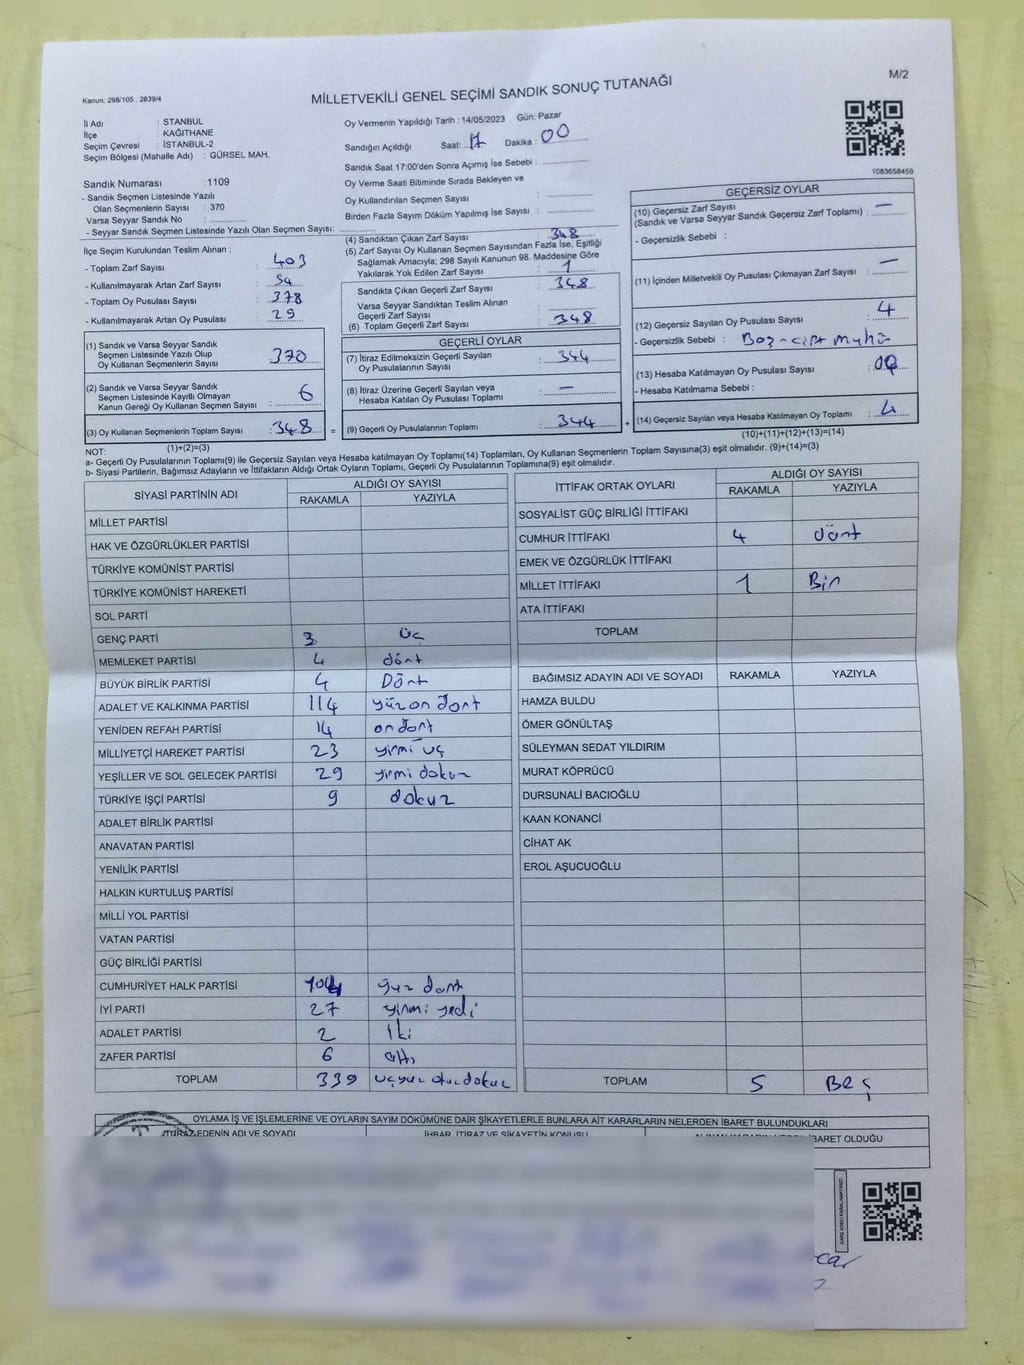 M/2
Kanun: 298/105 , 2839/4
MİLLETVEKİLİ GENEL SEÇİMİ SANDIK SONUÇ TUTANAĞI
İl Adı : STANBUL
İlçe : KAĞITHANE
Seçim Çevresi : İSTANBUL-2
Seçim Bölgesi (Mahalle Adı) : GÜRSEL MAH.
Oy Vermenin Yapıldığı Tarih : 14/05/2023 Gün: Pazar
Sandığın Açıldığı Saat: 17 Dakika : 00
Sandık Saat 17:00'den Sonra Açımış İse Sebebi :
Oy Verme Saati Bitiminde Sırada Bekleyen ve
Oy Kullandırılan Seçmen Sayısı :
Birden Fazla Sayım Döküm Yapılmış İse Sayısı :
1083658459
Sandık Numarası : 1109
- Sandık Seçmen Listesinde Yazılı
Olan Seçmenlerin Sayısı : 370
Varsa Seyyar Sandık No :
- Seyyar Sandık Seçmen Listesinde Yazılı Olan Seçmen Sayısı:
İlçe Seçim Kurulundan Teslim Alınan ;
- Toplam Zarf Sayısı : 403
- Kullanılmayarak Artan Zarf Sayısı : 54
- Toplam Oy Pusulası Sayısı : 378
- Kullanılmayarak Artan Oy Pusulası : 29
(1) Sandık ve Varsa Seyyar Sandık
Seçmen Listesinde Yazılı Olup
Oy Kullanan Seçmenlerin Sayısı : 370
(2) Sandık ve Varsa Seyyar Sandık
Seçmen Listesinde Kayıtlı Olmayan
Kanun Gereği Oy Kullanan Seçmen Sayısı : 6
(3) Oy Kullanan Seçmenlerin Toplam Sayısı : 348
(1)+(2)=(3)
(4) Sandıktan Çıkan Zarf Sayısı : 348
(5) Zarf Sayısı Oy Kullanan Seçmen Sayısından Fazla İse, Eşitliği
Sağlamak Amacıyla; 298 Sayılı Kanunun 98. Maddesine Göre
Yakılarak Yok Edilen Zarf Sayısı : 1
Sandıkta Çıkan Geçerli Zarf Sayısı : 348
Varsa Seyyar Sandıktan Teslim Alınan
Geçerli Zarf Sayısı :
(6) Toplam Geçerli Zarf Sayısı : 348
GEÇERLİ OYLAR
(7) İtiraz Edilmeksizin Geçerli Sayılan
Oy Pusulalarının Sayısı : 344
(8) İtiraz Üzerine Geçerli Sayılan veya
Hesaba Katılan Oy Pusulası Toplamı : —
= (9) Geçerli Oy Pusulalarının Toplamı : 344 +
GEÇERSİZ OYLAR
(10) Geçersiz Zarf Sayısı : —
(Sandık ve Varsa Seyyar Sandık Geçersiz Zarf Toplamı)
- Geçersizlik Sebebi :
(11) İçinden Milletvekili Oy Pusulası Çıkmayan Zarf Sayısı : —
(12) Geçersiz Sayılan Oy Pusulası Sayısı : 4
- Geçersizlik Sebebi :
(13) Hesaba Katılmayan Oy Pusulası Sayısı :
- Hesaba Katılmama Sebebi :
(14) Geçersiz Sayılan veya Hesaba Katılmayan Oy Toplamı : 4
(10)+(11)+(12)+(13)=(14)
NOT:
a- Geçerli Oy Pusulalarının Toplamı(9) ile Geçersiz Sayılan veya Hesaba katılmayan Oy Toplamı(14) Toplamları, Oy Kullanan Seçmenlerin Toplam Sayısına(3) eşit olmalıdır. (9)+(14)=(3)
b- Siyasi Partilerin, Bağımsız Adayların ve İttifakların Aldığı Ortak Oyların Toplamı, Geçerli Oy Pusulalarının Toplamına(9) eşit olmalıdır.
SİYASİ PARTİNİN ADI ALDIĞI OY SAYISI
RAKAMLA YAZIYLA
MİLLET PARTİSİ
HAK VE ÖZGÜRLÜKLER PARTİSİ
TÜRKİYE KOMÜNİST PARTİSİ
TÜRKİYE KOMÜNİST HAREKETİ
SOL PARTİ
GENÇ PARTİ 3 üç
MEMLEKET PARTİSİ 4 dört
BÜYÜK BİRLİK PARTİSİ 4 Dört
ADALET VE KALKINMA PARTİSİ 114 yüz on dört
YENİDEN REFAH PARTİSİ 14 on dört
MİLLİYETÇİ HAREKET PARTİSİ 23 yirmi üç
YEŞİLLER VE SOL GELECEK PARTİSİ 29 yirmi dokuz
TÜRKİYE İŞÇİ PARTİSİ 9 dokuz
ADALET BİRLİK PARTİSİ
ANAVATAN PARTİSİ
YENİLİK PARTİSİ
HALKIN KURTULUŞ PARTİSİ
MİLLİ YOL PARTİSİ
VATAN PARTİSİ
GÜÇ BİRLİĞİ PARTİSİ
CUMHURİYET HALK PARTİSİ 104 yüz dört
İYİ PARTİ 27 yirmi yedi
ADALET PARTİSİ 2 iki
ZAFER PARTİSİ 6 altı
TOPLAM 339 üçyüz otuz dokuz
İTTİFAK ORTAK OYLARI ALDIĞI OY SAYISI
RAKAMLA YAZIYLA
SOSYALİST GÜÇ BİRLİĞİ İTTİFAKI
CUMHUR İTTİFAKI 4 dört
EMEK VE ÖZGÜRLÜK İTTİFAKI
MİLLET İTTİFAKI 1 Bir
ATA İTTİFAKI
TOPLAM
BAĞIMSIZ ADAYIN ADI VE SOYADI RAKAMLA YAZIYLA
HAMZA BULDU
ÖMER GÖNÜLTAŞ
SÜLEYMAN SEDAT YILDIRIM
MURAT KÖPRÜCÜ
DURSUNALİ BACIOĞLU
KAAN KONANCİ
CİHAT AK
EROL AŞUCUOĞLU
TOPLAM 5 Beş
OYLAMA İŞ VE İŞLEMLERİNE VE OYLARIN SAYIM DÖKÜMÜNE DAİR ŞİKAYETLERLE BUNLARA AİT KARARLARIN NELERDEN İBARET BULUNDUKLARI
İTİRAZ EDENİN ADI VE SOYADI İHBAR, İTİRAZ VE ŞİKAYETİN KONUSU BARET OLDUĞU